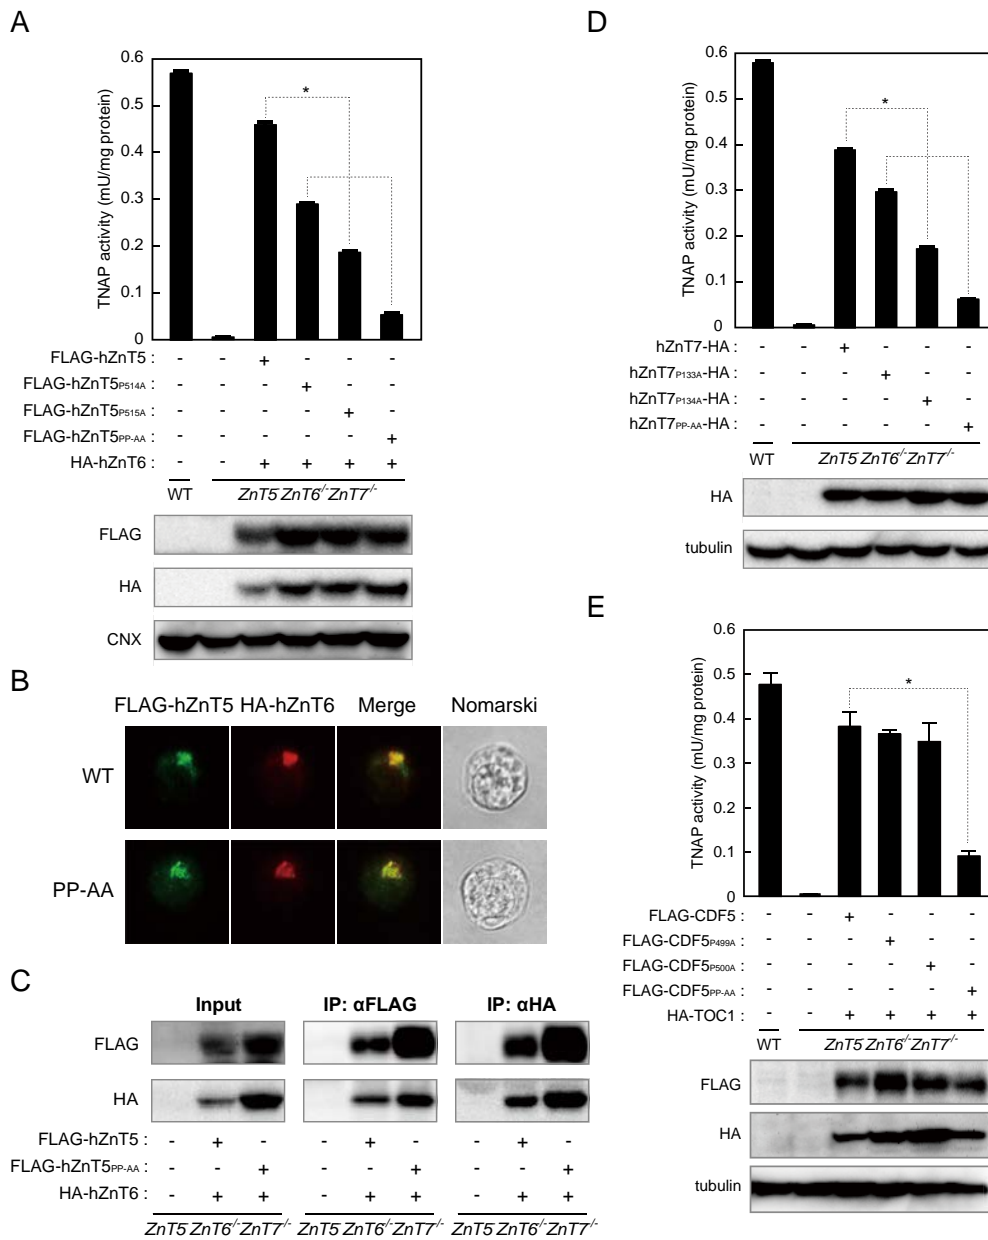 A
0.6
0.5
0.4
0.3
0.2
0.1
0
TNAP activity (mU/mg protein)
*
FLAG-hZnT5 : - - + - - -
FLAG-hZnT5P514A : - - - + - -
FLAG-hZnT5P515A : - - - - + -
FLAG-hZnT5PP-AA : - - - - - +
HA-hZnT6 : - - + + + +
WT ZnT5 ZnT6-/-ZnT7-/-
FLAG
HA
CNX
B
FLAG-hZnT5 HA-hZnT6 Merge Nomarski
WT
PP-AA
C
Input IP: αFLAG IP: αHA
FLAG
HA
FLAG-hZnT5 : - + - - + - - + -
FLAG-hZnT5PP-AA : - - + - - + - - +
HA-hZnT6 : - + + - + + - + +
ZnT5 ZnT6-/-ZnT7-/- ZnT5 ZnT6-/-ZnT7-/- ZnT5 ZnT6-/-ZnT7-/-
D
0.6
0.5
0.4
0.3
0.2
0.1
0
TNAP activity (mU/mg protein)
*
hZnT7-HA : - - + - - -
hZnT7P133A-HA : - - - + - -
hZnT7P134A-HA : - - - - + -
hZnT7PP-AA-HA : - - - - - +
WT ZnT5 ZnT6-/-ZnT7-/-
HA
tubulin
E
0.6
0.5
0.4
0.3
0.2
0.1
0
TNAP activity (mU/mg protein)
*
FLAG-CDF5 : - - + - - -
FLAG-CDF5P499A : - - - + - -
FLAG-CDF5P500A : - - - - + -
FLAG-CDF5PP-AA : - - - - - +
HA-TOC1 : - - + + + +
WT ZnT5 ZnT6-/-ZnT7-/-
FLAG
HA
tubulin